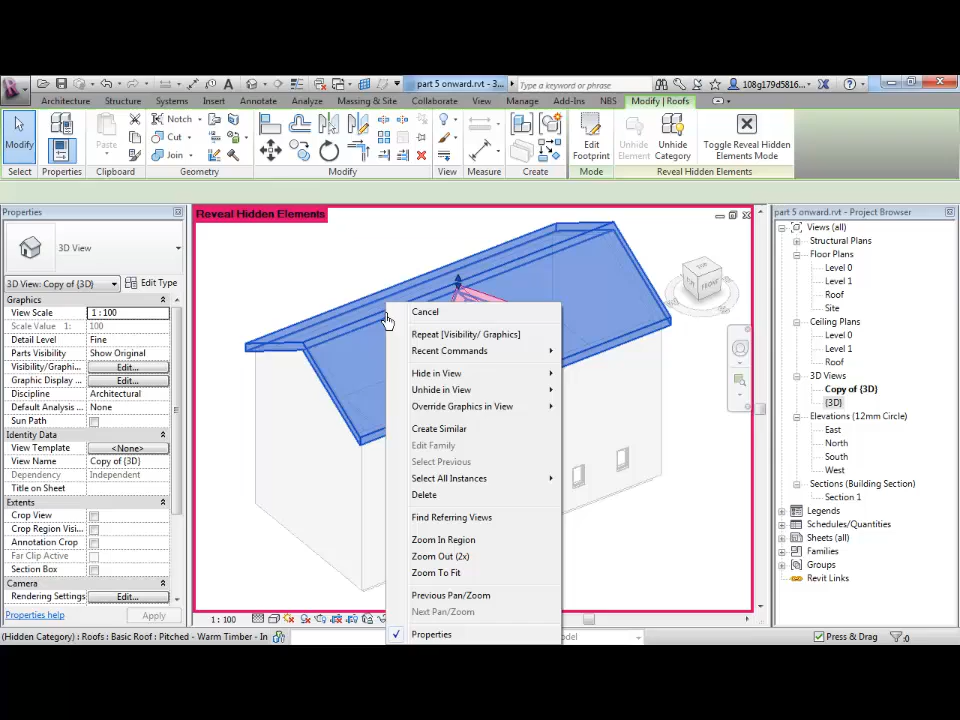 part 5 onward.rvt - 3...
Type a keyword or phrase
108g179d5816...
Architecture
Structure
Systems
Insert
Annotate
Analyze
Massing & Site
Collaborate
View
Manage
Add-Ins
NBS
Modify | Roofs
Modify
Paste
Notch
Cut
Join
Edit
Footprint
Unhide
Element
Unhide
Category
Toggle Reveal Hidden
Elements Mode
Select
Properties
Clipboard
Geometry
Modify
View
Measure
Create
Mode
Reveal Hidden Elements
Properties
3D View
3D View: Copy of {3D}
Edit Type
Graphics
View Scale
1 : 100
Scale Value 1:
100
Detail Level
Fine
Parts Visibility
Show Original
Visibility/Graphi...
Edit...
Graphic Display ...
Edit...
Discipline
Architectural
Default Analysis ...
None
Sun Path
Identity Data
View Template
<None>
View Name
Copy of {3D}
Dependency
Independent
Title on Sheet
Extents
Crop View
Crop Region Visi...
Annotation Crop
Far Clip Active
Section Box
Camera
Rendering Settings
Edit...
Properties help
Apply
Reveal Hidden Elements
TOP
FRONT
Cancel
Repeat [Visibility/ Graphics]
Recent Commands
Hide in View
Unhide in View
Override Graphics in View
Create Similar
Edit Family
Select Previous
Select All Instances
Delete
Find Referring Views
Zoom In Region
Zoom Out (2x)
Zoom To Fit
Previous Pan/Zoom
Next Pan/Zoom
Properties
1 : 100
part 5 onward.rvt - Project Browser
Views (all)
Structural Plans
Floor Plans
Level 0
Level 1
Roof
Site
Ceiling Plans
Level 0
Level 1
Roof
3D Views
Copy of {3D}
{3D}
Elevations (12mm Circle)
East
North
South
West
Sections (Building Section)
Section 1
Legends
Schedules/Quantities
Sheets (all)
Families
Groups
Revit Links
(Hidden Category) : Roofs : Basic Roof : Pitched - Warm Timber - In
odel
Press & Drag
:0